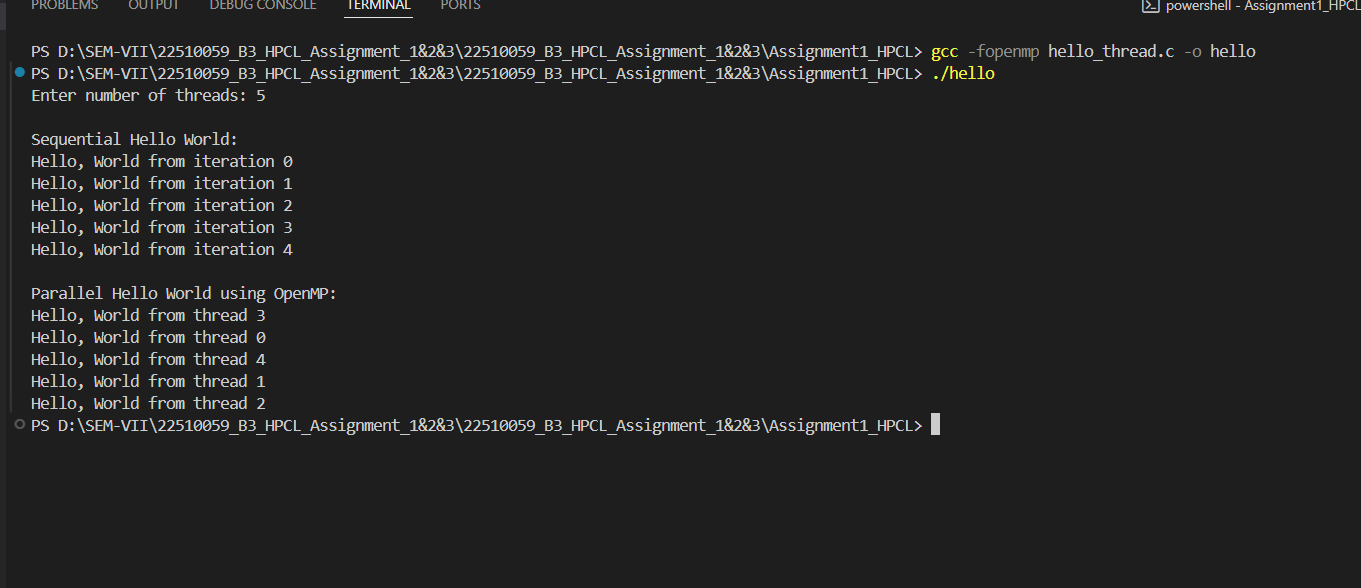 PROBLEMS OUTPUT DEBUG CONSOLE TERMINAL PORTS powershell - Assignment1_HPCL
PS D:\SEM-VII\22510059_B3_HPCL_Assignment_1&2&3\22510059_B3_HPCL_Assignment_1&2&3\Assignment1_HPCL> gcc -fopenmp hello_thread.c -o hello
PS D:\SEM-VII\22510059_B3_HPCL_Assignment_1&2&3\22510059_B3_HPCL_Assignment_1&2&3\Assignment1_HPCL> ./hello
Enter number of threads: 5
Sequential Hello World:
Hello, World from iteration 0
Hello, World from iteration 1
Hello, World from iteration 2
Hello, World from iteration 3
Hello, World from iteration 4
Parallel Hello World using OpenMP:
Hello, World from thread 3
Hello, World from thread 0
Hello, World from thread 4
Hello, World from thread 1
Hello, World from thread 2
PS D:\SEM-VII\22510059_B3_HPCL_Assignment_1&2&3\22510059_B3_HPCL_Assignment_1&2&3\Assignment1_HPCL>